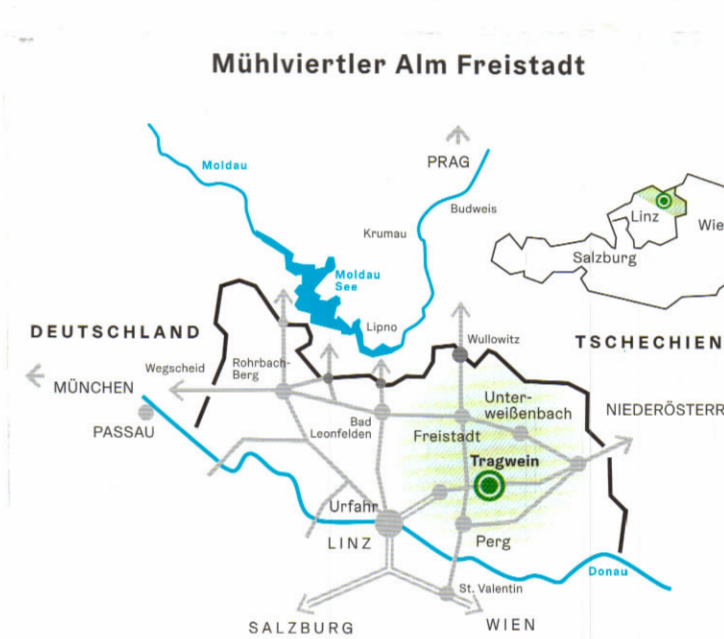 Mühlviertler Alm Freistadt
Moldau
PRAG
Budweis
Krumau
Linz
Wie
Salzburg
Moldau
See
Lipno
DEUTSCHLAND
Wullowitz
TSCHECHIEN
Wegscheid
Rohrbach-
Berg
MÜNCHEN
Unter-
weißenbach
NIEDERÖSTERR
PASSAU
Bad
Leonfelden
Freistadt
Tragwein
Urfahr
LINZ
Perg
Donau
St. Valentin
SALZBURG
WIEN